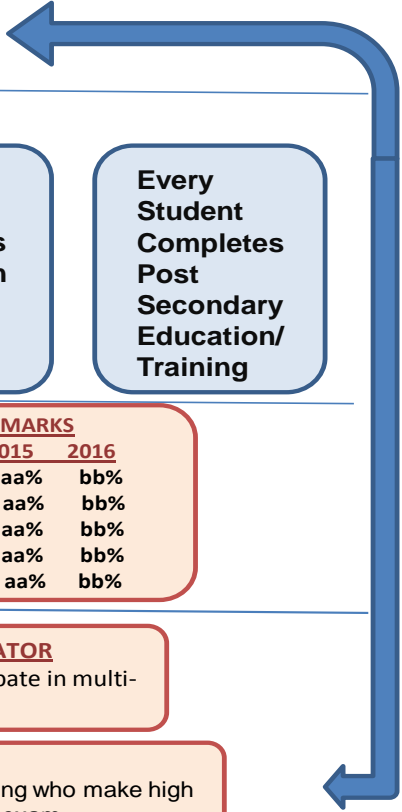 Every
Student
Completes
Post
Secondary
Education/
Training
MARKS
015 2016
aa% bb%
aa% bb%
aa% bb%
aa% bb%
aa% bb%
ATOR
pate in multi-
ng who make high